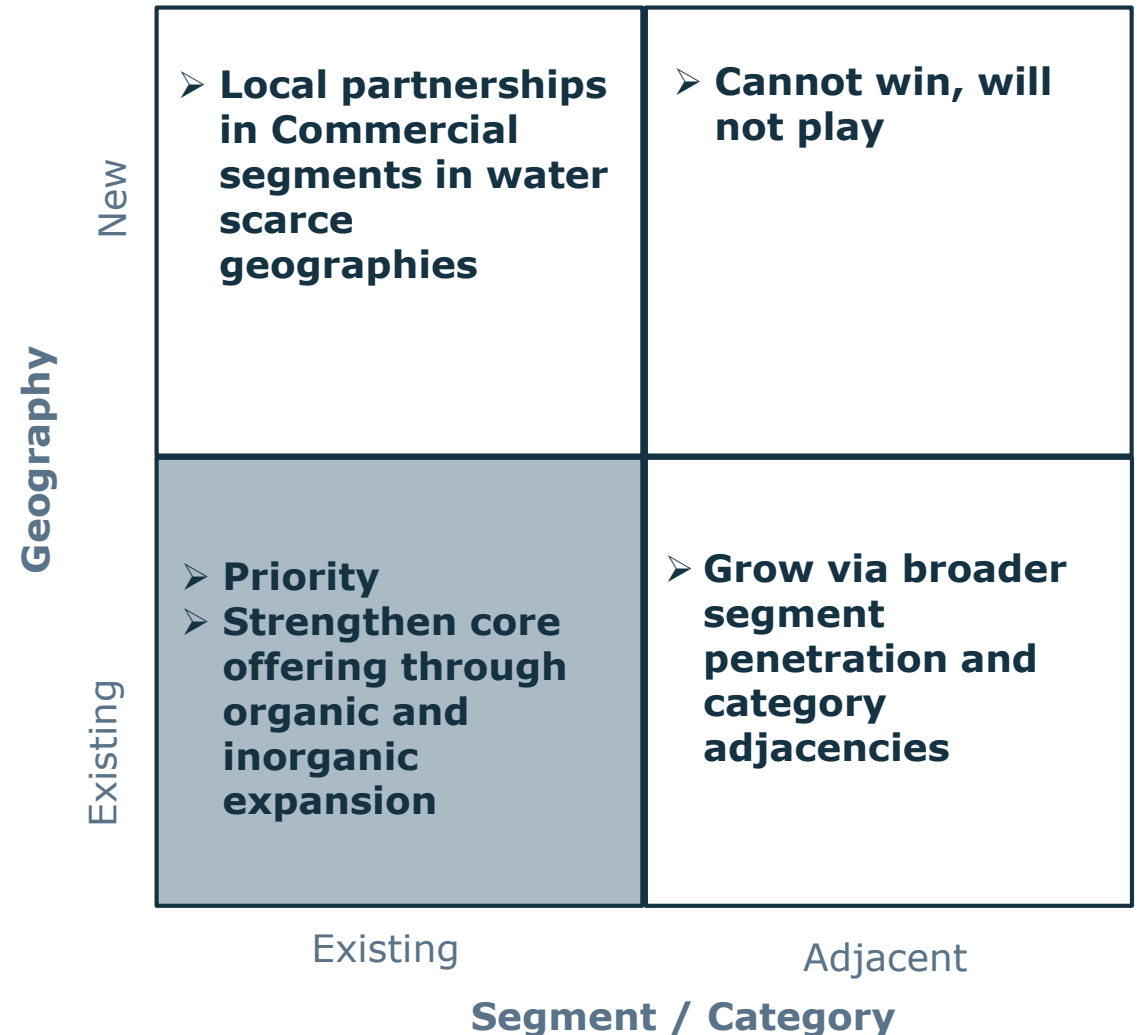 Geography
New
➢ Local partnerships
in Commercial
segments in water
scarce
geographies
➢ Cannot win, will
not play
Existing
➢ Priority
➢ Strengthen core
offering through
organic and
inorganic
expansion
➢ Grow via broader
segment
penetration and
category
adjacencies
Existing
Adjacent
Segment / Category